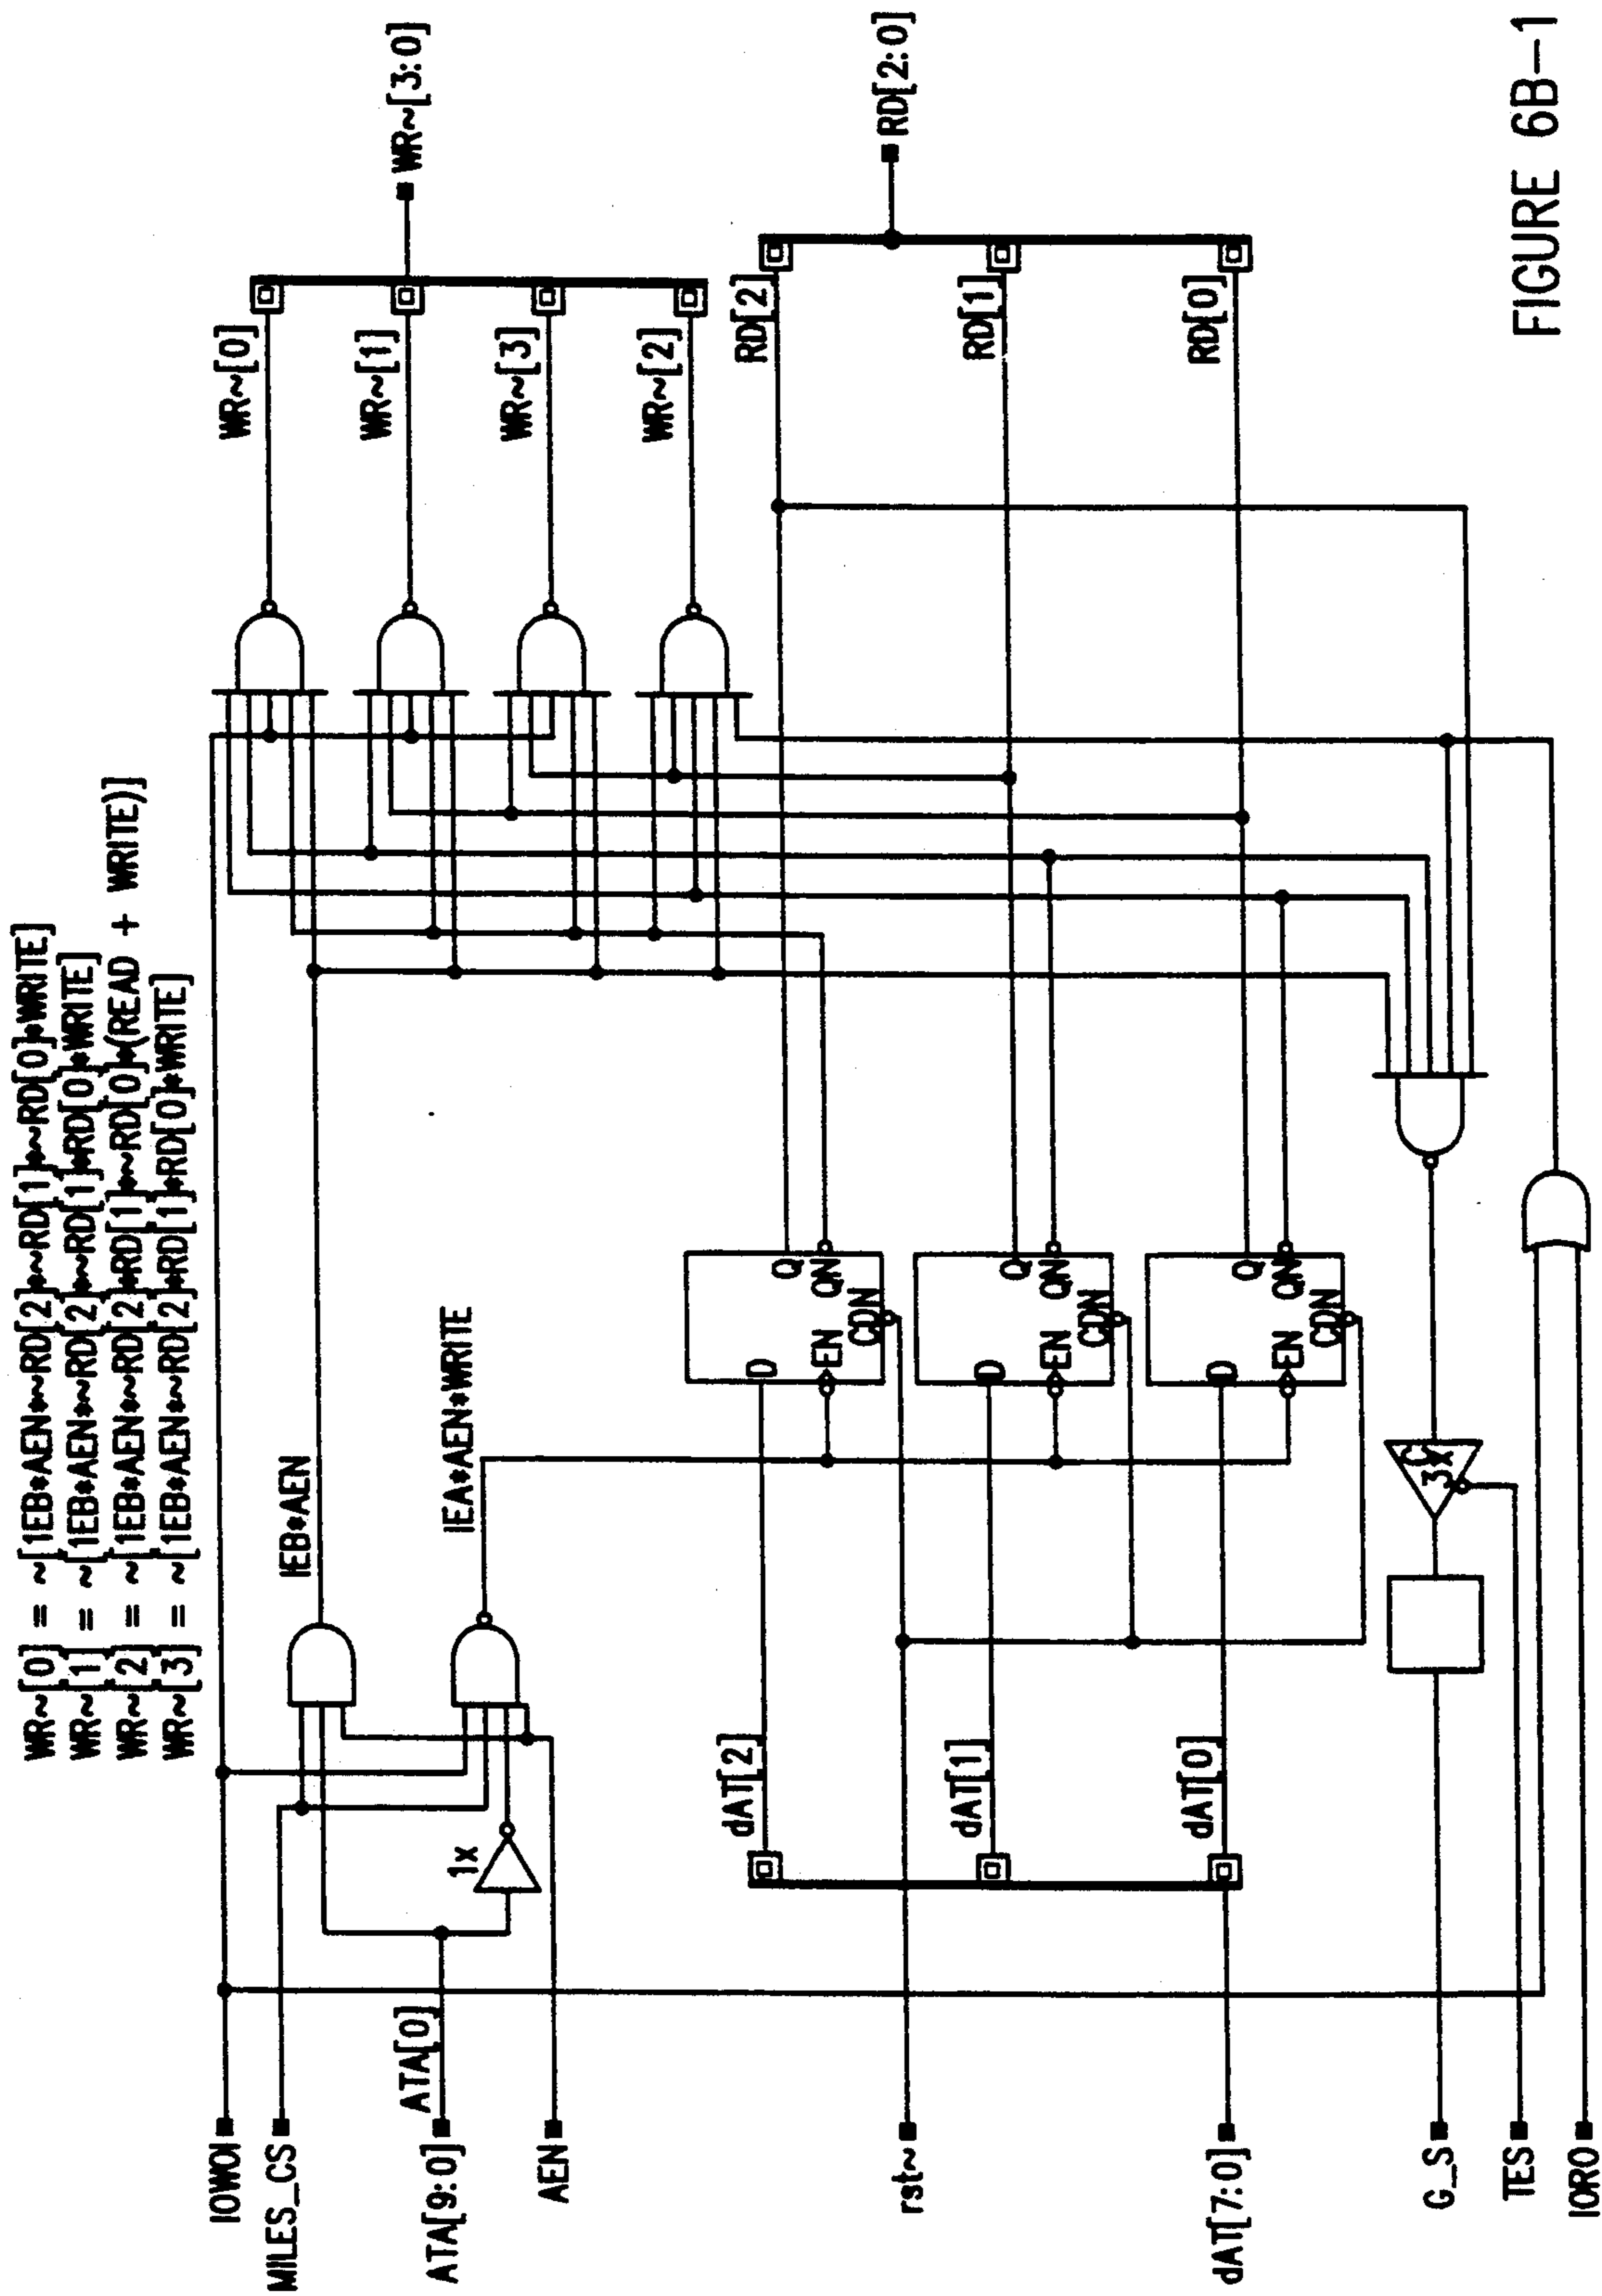 WR~[0] = ~[1EB*AEN*~RD[2]*~RD[1]*~RD[0]*WRITE]
WR~[1] = ~[1EB*AEN*~RD[2]*~RD[1]*RD[0]*WRITE]
WR~[2] = ~[1EB*AEN*~RD[2]*RD[1]*~RD[0]*(READ + WRITE)]
WR~[3] = ~[1EB*AEN*~RD[2]*RD[1]*RD[0]*WRITE]
IOWOI
MILES_CS
ATA[9:0]
ATA[0]
AEN
1x
IEB*AEN
IEA*AEN*WRITE
WR~[0]
WR~[1]
WR~[3]
WR~[2]
WR~[3:0]
rst~
dAT[7:0]
dAT[2]
dAT[1]
dAT[0]
D
EN
Q
QN
CDN
D
EN
Q
QN
CDN
D
EN
Q
QN
CDN
RD[2]
RD[1]
RD[0]
RD[2:0]
G_S
TES
IORO
C
3X
FIGURE 6B-1